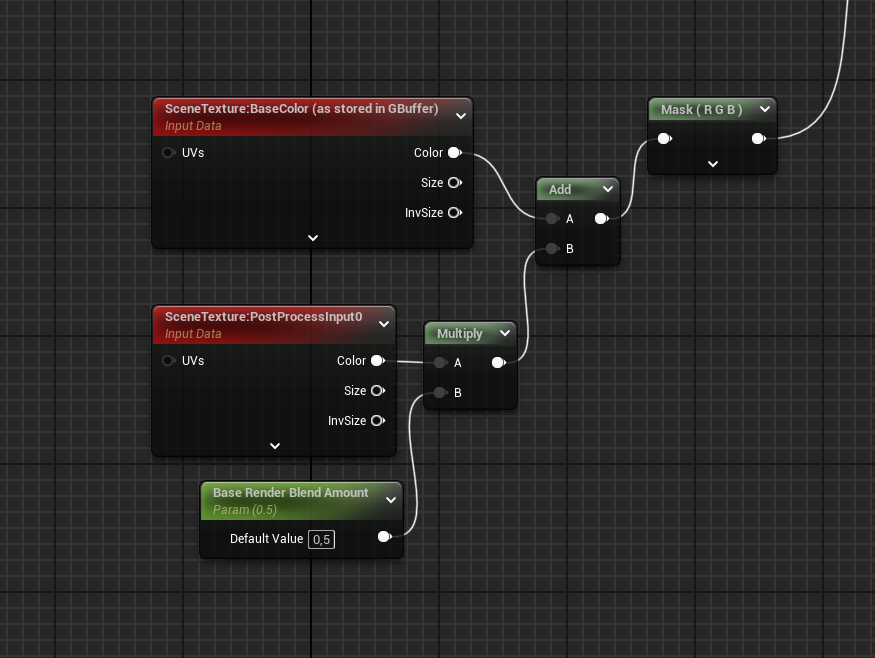 SceneTexture:BaseColor (as stored in GBuffer)
Input Data
UVs
Color
Size
InvSize
Mask ( R G B )
Add
A
B
SceneTexture:PostProcessInput0
Input Data
UVs
Color
Size
InvSize
Multiply
A
B
Base Render Blend Amount
Param (0.5)
Default Value 0,5